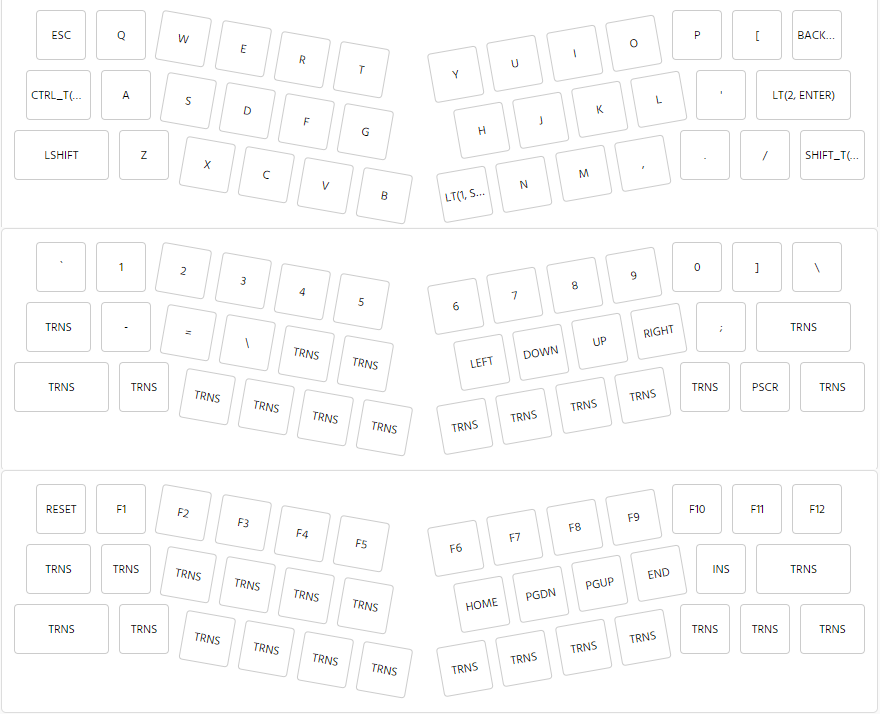 ESC Q W E R T Y U I O P [ BACK...
CTRL_T(... A S D F G H J K L ' LT(2, ENTER)
LSHIFT Z X C V B LT(1, S... N M , . / SHIFT_T(...
` 1 2 3 4 5 6 7 8 9 0 ] \
TRNS - = \ TRNS TRNS LEFT DOWN UP RIGHT ; TRNS
TRNS TRNS TRNS TRNS TRNS TRNS TRNS TRNS TRNS TRNS TRNS PSCR TRNS
RESET F1 F2 F3 F4 F5 F6 F7 F8 F9 F10 F11 F12
TRNS TRNS TRNS TRNS TRNS TRNS HOME PGDN PGUP END INS TRNS
TRNS TRNS TRNS TRNS TRNS TRNS TRNS TRNS TRNS TRNS TRNS TRNS TRNS